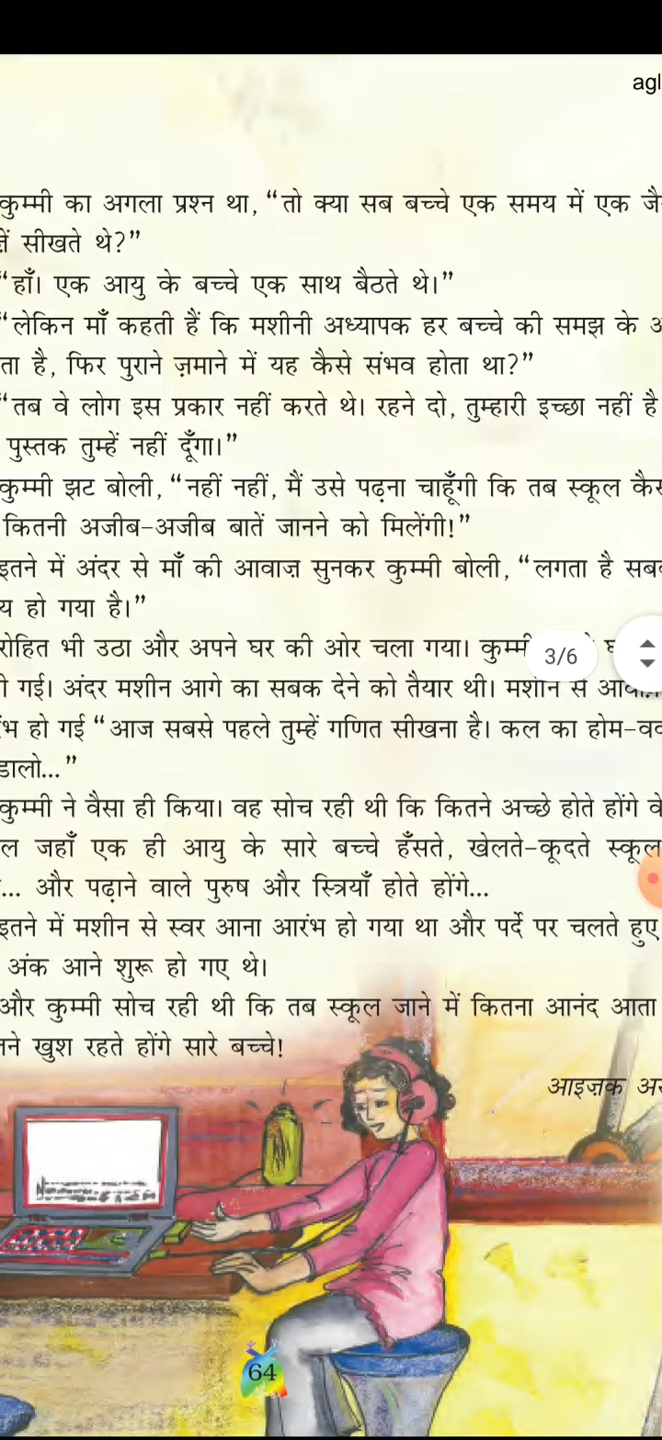 agl
कुम्मी का अगला प्रश्न था, “तो क्या सब बच्चे एक समय में एक
सीखते थे?”
“हाँ। एक आयु के बच्चे एक साथ बैठते थे।”
“लेकिन माँ कहती हैं कि मशीनी अध्यापक हर बच्चे की समझ के
है, फिर पुराने ज़माने में यह कैसे संभव होता था?”
“तब वे लोग इस प्रकार नहीं करते थे। रहने दो, तुम्हारी इच्छा नहीं है
पुस्तक तुम्हें नहीं दूँगा।”
कुम्मी झट बोली, “नहीं नहीं, मैं उसे पढ़ना चाहूँगी कि तब स्कूल
कितनी अजीब-अजीब बातें जानने को मिलेंगी!”
इतने में अंदर से माँ की आवाज़ सुनकर कुम्मी बोली, “लगता है
हो गया है।”
रोहित भी उठा और अपने घर की ओर चला गया। कुम्मी
3/6
गई। अंदर मशीन आगे का सबक देने को तैयार थी। मशीन से
हो गई “आज सबसे पहले तुम्हें गणित सीखना है। कल का
डालो...”
कुम्मी ने वैसा ही किया। वह सोच रही थी कि कितने अच्छे होते होंगे वे
जहाँ एक ही आयु के सारे बच्चे हँसते, खेलते-कूदते स्कूल
... और पढ़ाने वाले पुरुष और स्त्रियाँ होते होंगे...
इतने में मशीन से स्वर आना आरंभ हो गया था और पर्दे पर चलते हुए
अंक आने शुरू हो गए थे।
और कुम्मी सोच रही थी कि तब स्कूल जाने में कितना आनंद आता
खुश रहते होंगे सारे बच्चे!
आइज़क
64